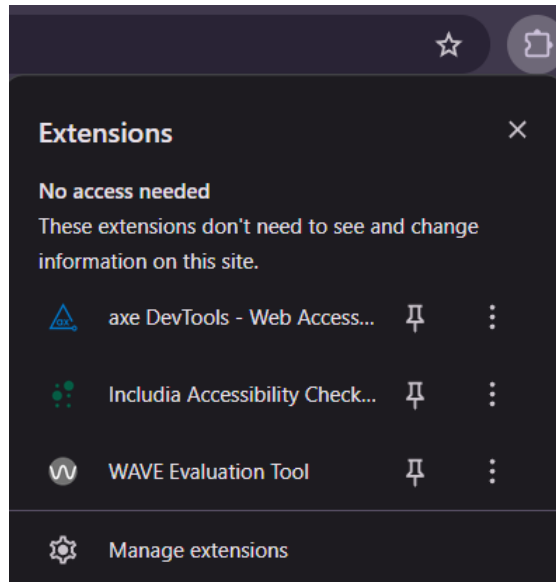 Extensions
No access needed
These extensions don't need to see and change
information on this site.
axe DevTools - Web Access...
Includia Accessibility Check...
WAVE Evaluation Tool
Manage extensions